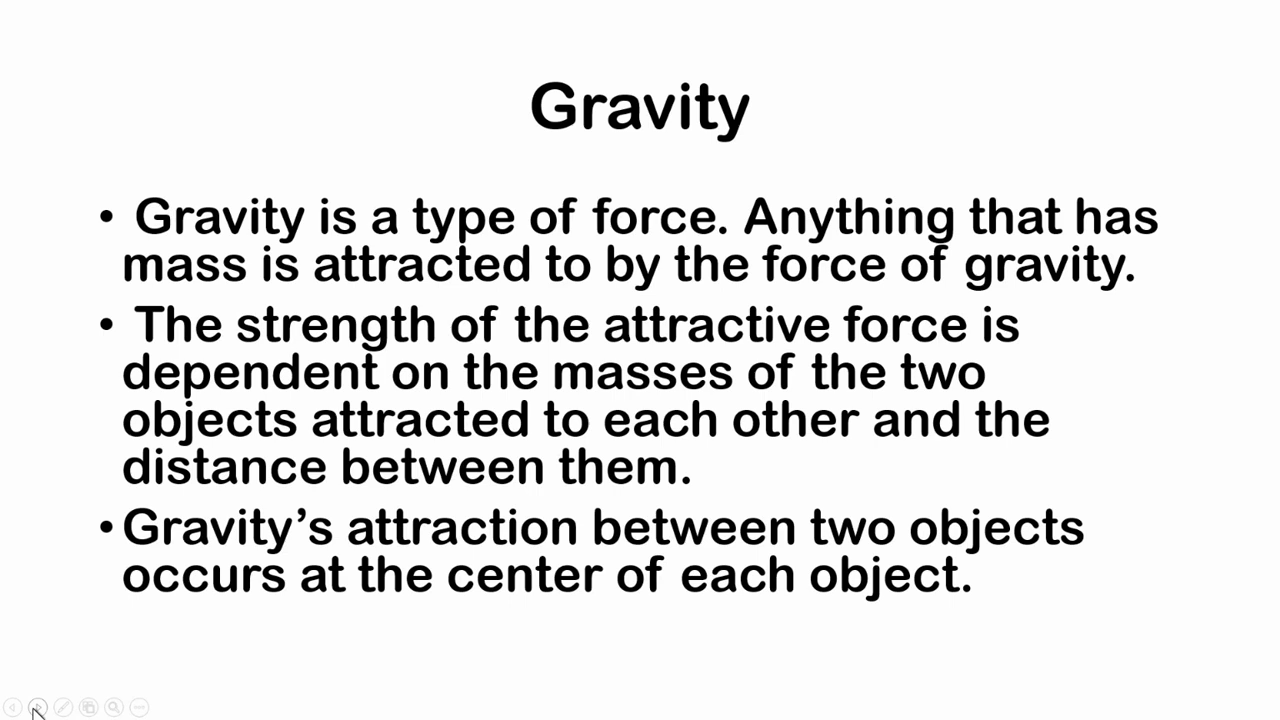 Gravity
• Gravity is a type of force. Anything that has
mass is attracted to by the force of gravity.
• The strength of the attractive force is
dependent on the masses of the two
objects attracted to each other and the
distance between them.
• Gravity’s attraction between two objects
occurs at the center of each object.